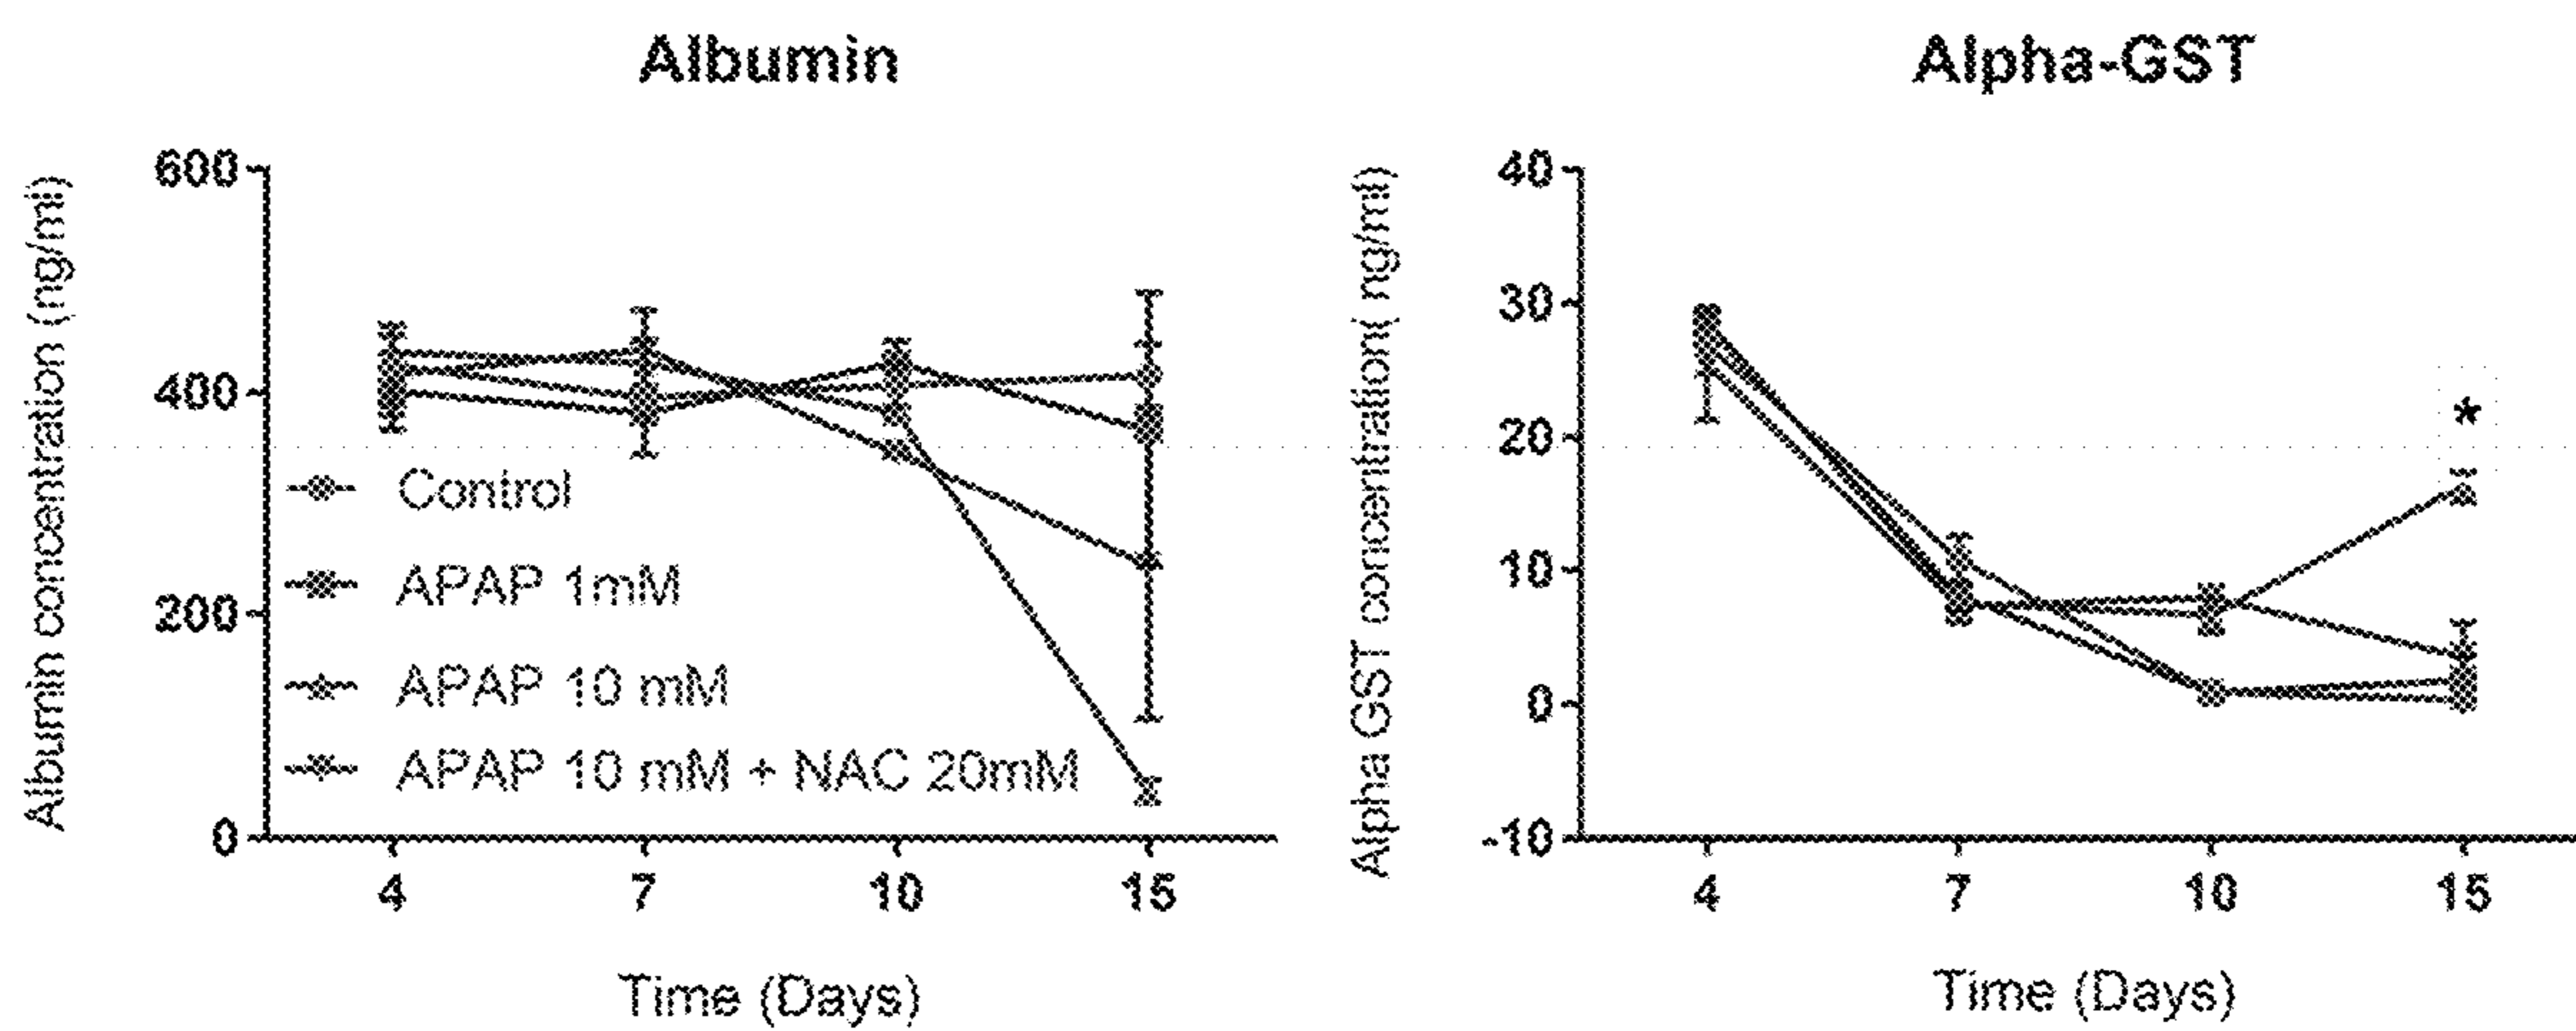 Albumin
Albumin concentration (ng/ml)
600
400
200
0
Control
APAP 1mM
APAP 10 mM
APAP 10 mM + NAC 20mM
4 7 10 15
Time (Days)
Alpha-GST
Alpha GST concentration( ng/ml)
40
30
20
10
0
-10
*
4 7 10 15
Time (Days)